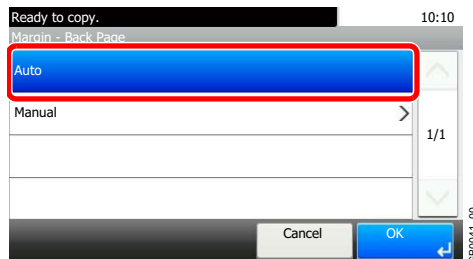 Ready to copy. 10:10
Margin - Back Page
Auto
Manual
1/1
Cancel OK